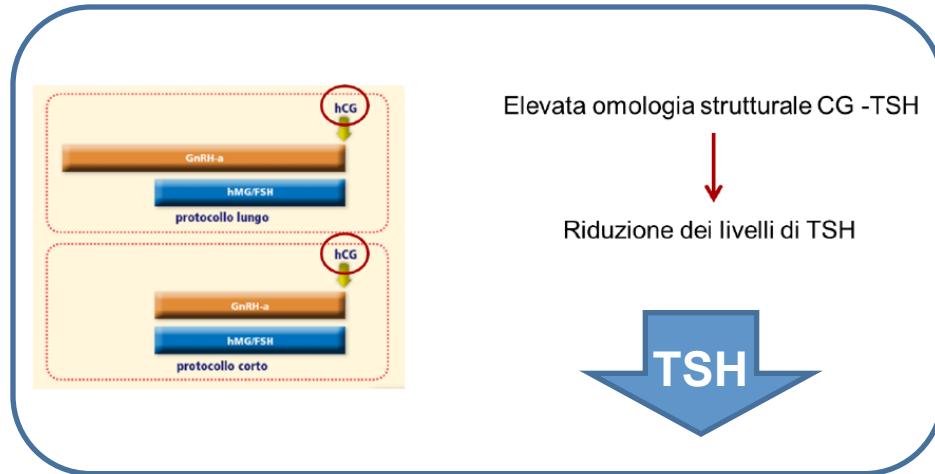 hCG
GnRH-a
hMG/FSH
protocollo lungo
hCG
GnRH-a
hMG/FSH
protocollo corto
Elevata omologia strutturale CG -TSH
Riduzione dei livelli di TSH
TSH